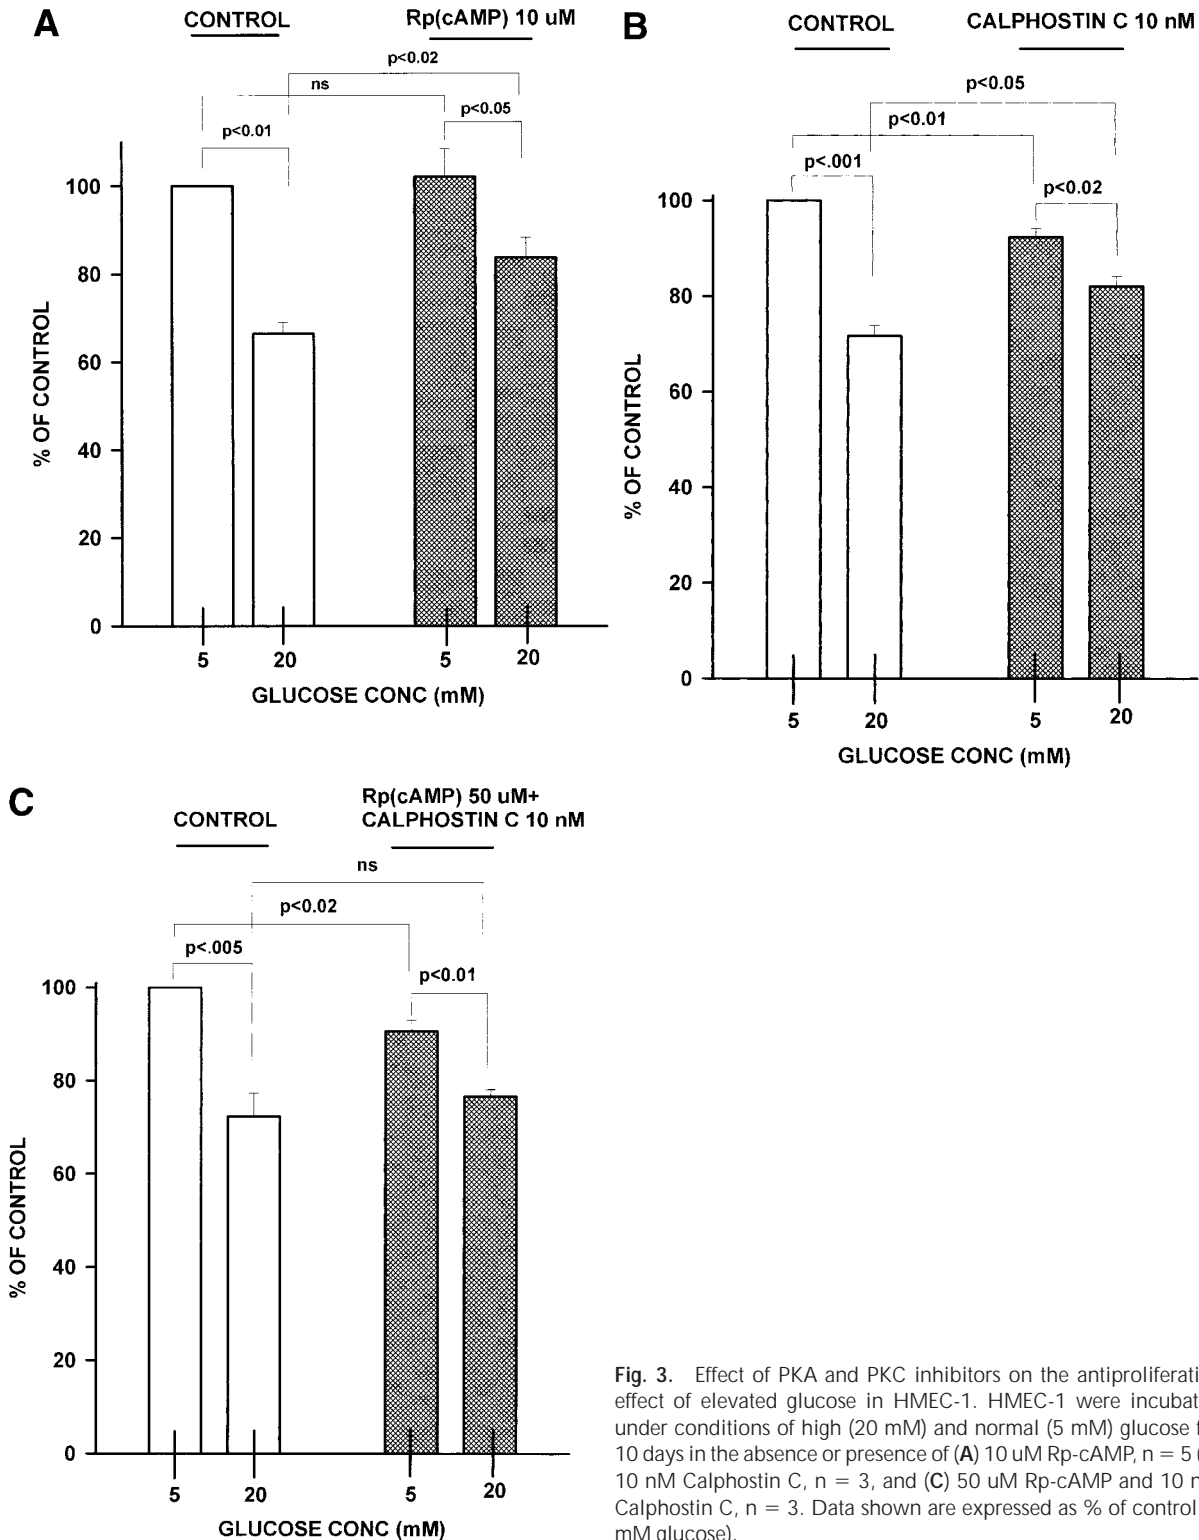 A
CONTROL
Rp(cAMP) 10 uM
p<0.02
ns
p<0.05
p<0.01
100
80
60
40
20
0
% OF CONTROL
5
20
5
20
GLUCOSE CONC (mM)
B
CONTROL
CALPHOSTIN C 10 nM
p<0.05
p<0.01
p<.001
p<0.02
100
80
60
40
20
0
% OF CONTROL
5
20
5
20
GLUCOSE CONC (mM)
C
CONTROL
Rp(cAMP) 50 uM+
CALPHOSTIN C 10 nM
ns
p<0.02
p<.005
p<0.01
100
80
60
40
20
0
% OF CONTROL
5
20
5
20
GLUCOSE CONC (mM)
Fig. 3. Effect of PKA and PKC inhibitors on the antiproliferati
effect of elevated glucose in HMEC-1. HMEC-1 were incubat
under conditions of high (20 mM) and normal (5 mM) glucose f
10 days in the absence or presence of (A) 10 uM Rp-cAMP, n = 5 (
10 nM Calphostin C, n = 3, and (C) 50 uM Rp-cAMP and 10 n
Calphostin C, n = 3. Data shown are expressed as % of control
mM glucose).